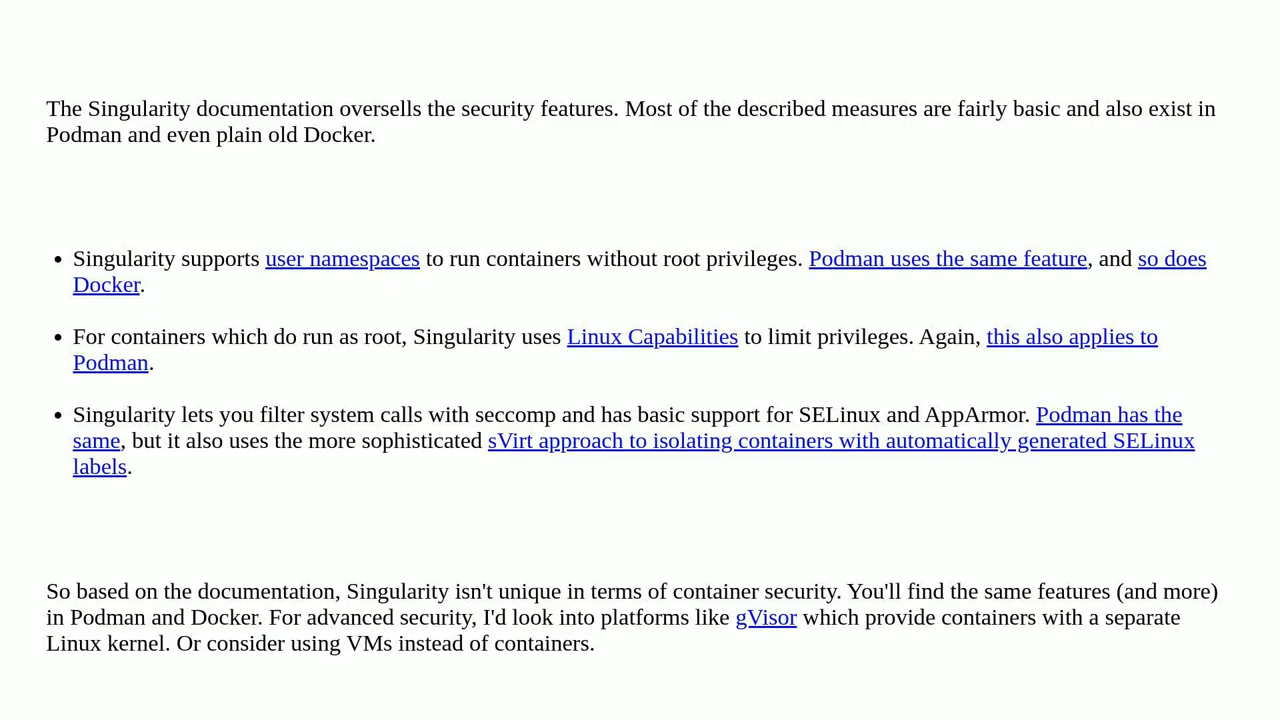 The Singularity documentation oversells the security features. Most of the described measures are fairly basic and also exist in
Podman and even plain old Docker.
• Singularity supports user namespaces to run containers without root privileges. Podman uses the same feature, and so does
Docker.
• For containers which do run as root, Singularity uses Linux Capabilities to limit privileges. Again, this also applies to
Podman.
• Singularity lets you filter system calls with seccomp and has basic support for SELinux and AppArmor. Podman has the
same, but it also uses the more sophisticated sVirt approach to isolating containers with automatically generated SELinux
labels.
So based on the documentation, Singularity isn't unique in terms of container security. You'll find the same features (and more)
in Podman and Docker. For advanced security, I'd look into platforms like gVisor which provide containers with a separate
Linux kernel. Or consider using VMs instead of containers.